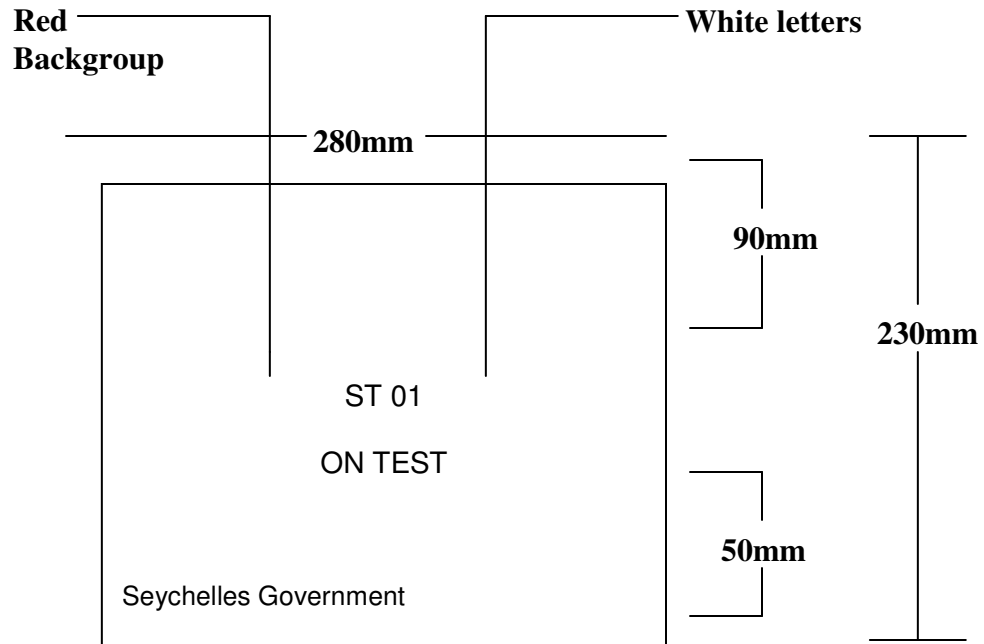 Red
Backgroup
White letters
280mm
90mm
230mm
ST 01
ON TEST
50mm
Seychelles Government